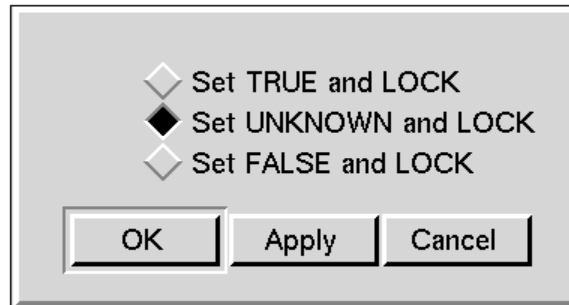 Set TRUE and LOCK
Set UNKNOWN and LOCK
Set FALSE and LOCK
OK Apply Cancel